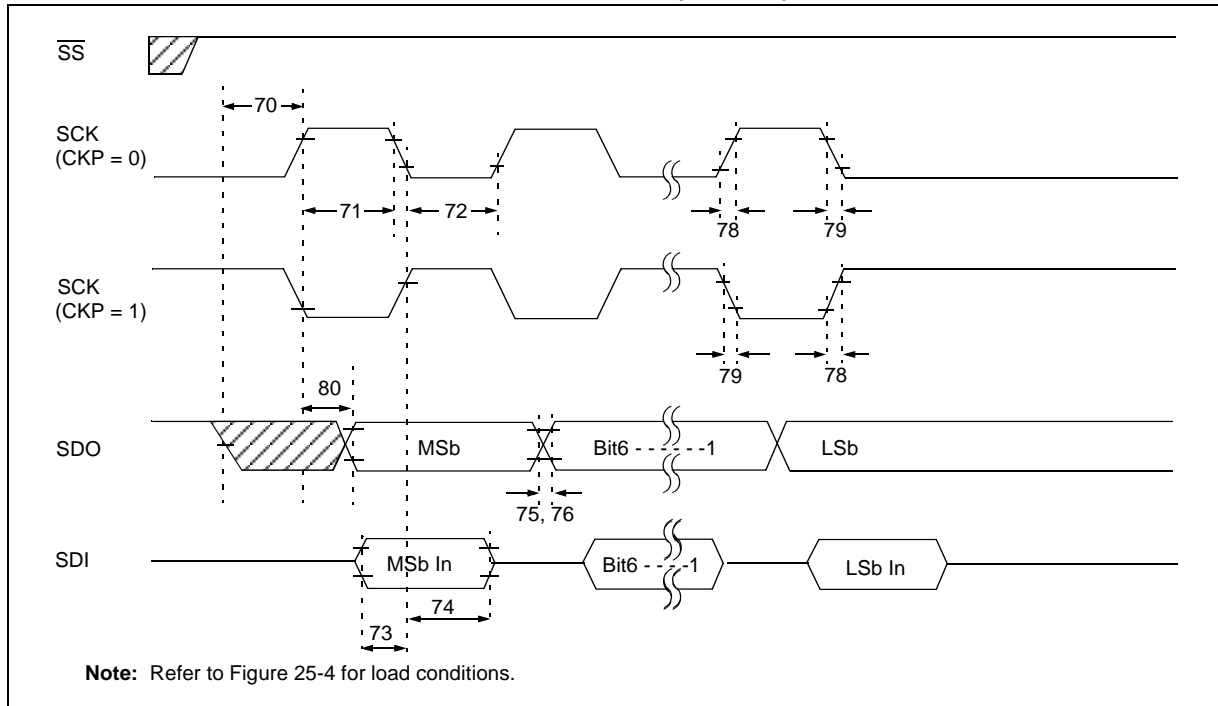 SS
70
SCK
(CKP = 0)
71
72
78
79
SCK
(CKP = 1)
79
78
80
SDO
MSb
Bit6 - - - - - -1
LSb
75, 76
SDI
MSb In
Bit6 - - - -1
LSb In
74
73
Note: Refer to Figure 25-4 for load conditions.